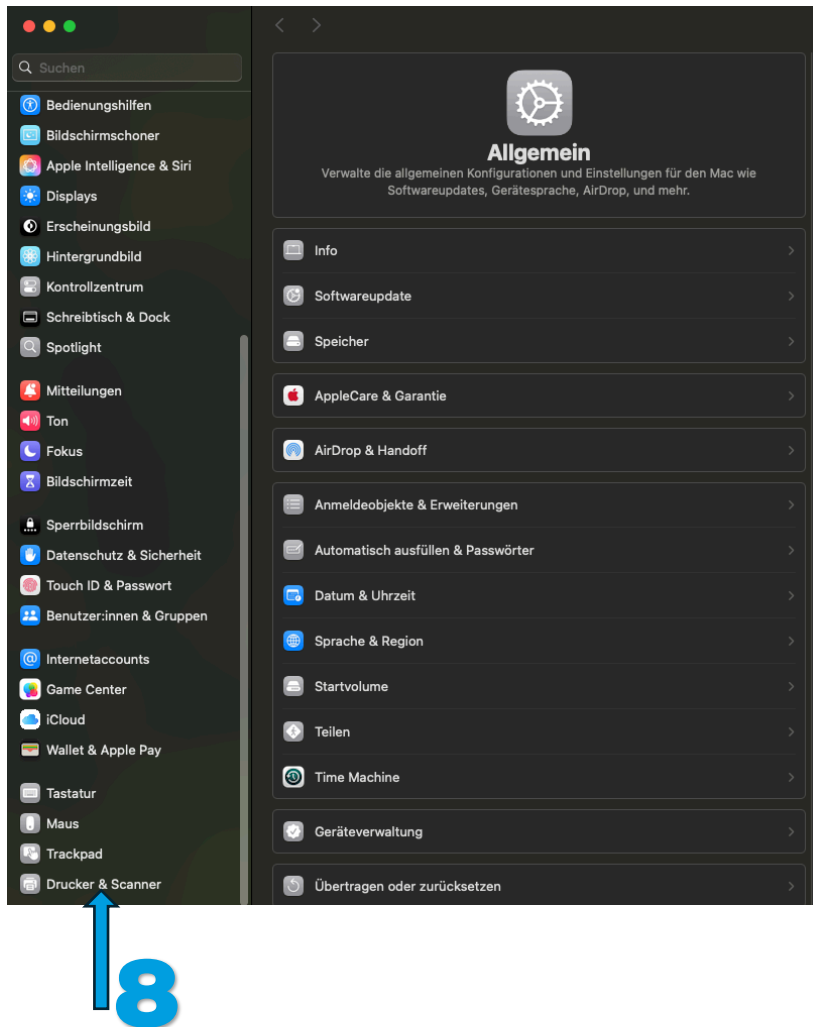 Suchen
Bedienungshilfen
Bildschirmschoner
Apple Intelligence & Siri
Displays
Erscheinungsbild
Hintergrundbild
Kontrollzentrum
Schreibtisch & Dock
Spotlight
Mitteilungen
Ton
Fokus
Bildschirmzeit
Sperrbildschirm
Datenschutz & Sicherheit
Touch ID & Passwort
Benutzer:innen & Gruppen
Internetaccounts
Game Center
iCloud
Wallet & Apple Pay
Tastatur
Maus
Trackpad
Drucker & Scanner
Allgemein
Verwalte die allgemeinen Konfigurationen und Einstellungen für den Mac wie
Softwareupdates, Gerätesprache, AirDrop, und mehr.
Info
Softwareupdate
Speicher
AppleCare & Garantie
AirDrop & Handoff
Anmeldeobjekte & Erweiterungen
Automatisch ausfüllen & Passwörter
Datum & Uhrzeit
Sprache & Region
Startvolume
Teilen
Time Machine
Geräteverwaltung
Übertragen oder zurücksetzen
8